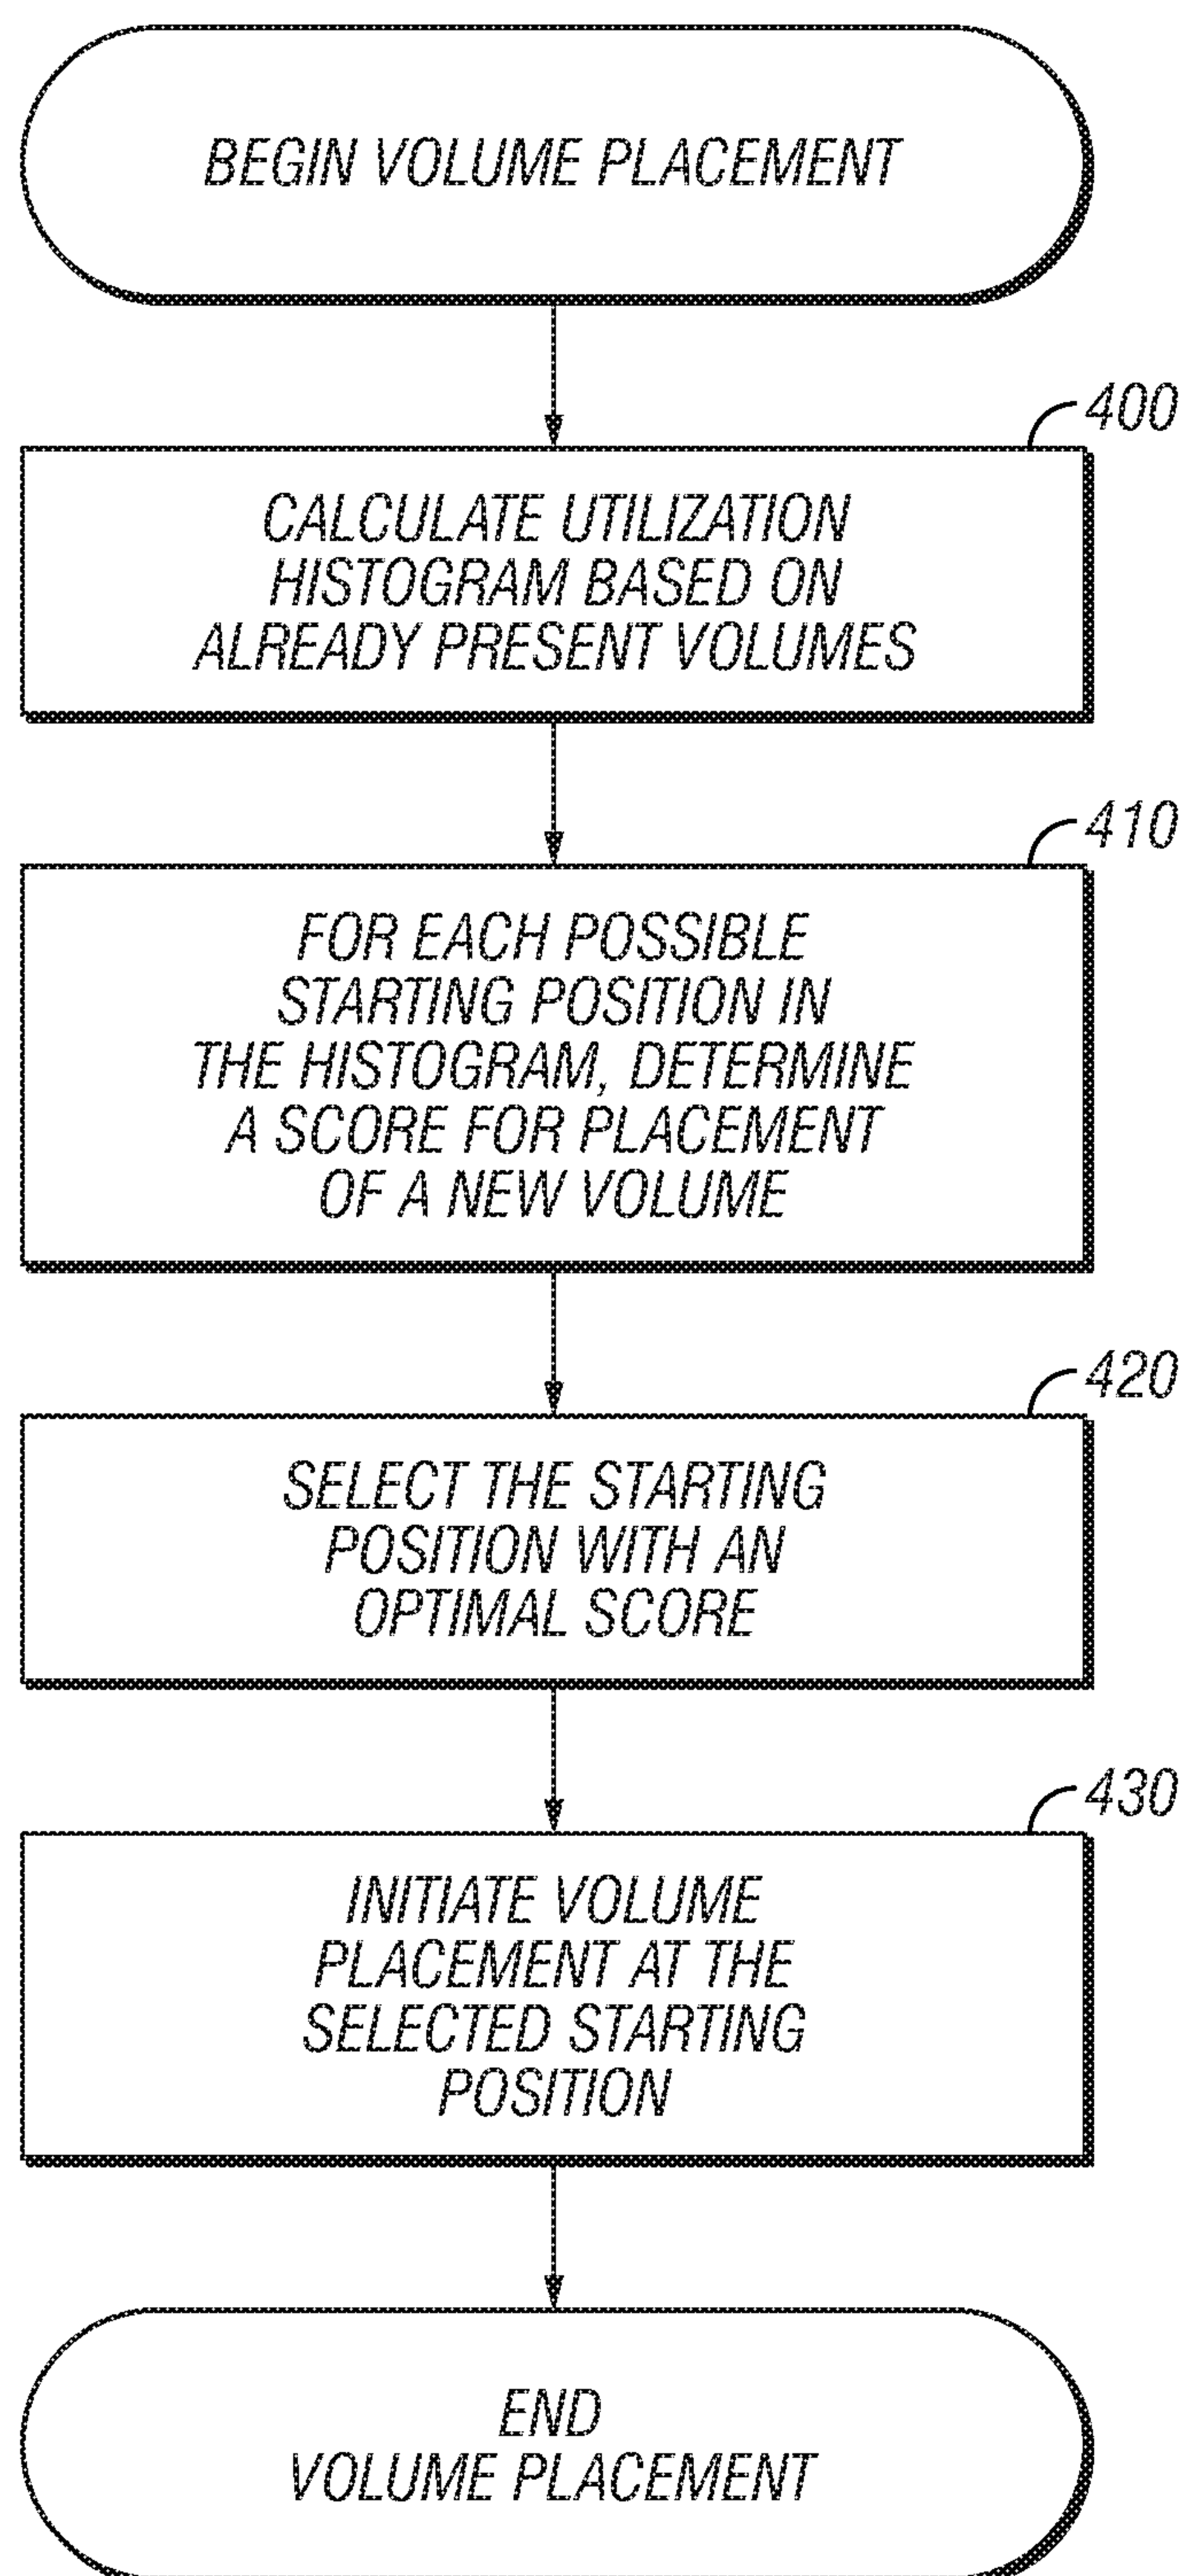 BEGIN VOLUME PLACEMENT
400
CALCULATE UTILIZATION
HISTOGRAM BASED ON
ALREADY PRESENT VOLUMES
410
FOR EACH POSSIBLE
STARTING POSITION IN
THE HISTOGRAM, DETERMINE
A SCORE FOR PLACEMENT
OF A NEW VOLUME
420
SELECT THE STARTING
POSITION WITH AN
OPTIMAL SCORE
430
INITIATE VOLUME
PLACEMENT AT THE
SELECTED STARTING
POSITION
END
VOLUME PLACEMENT